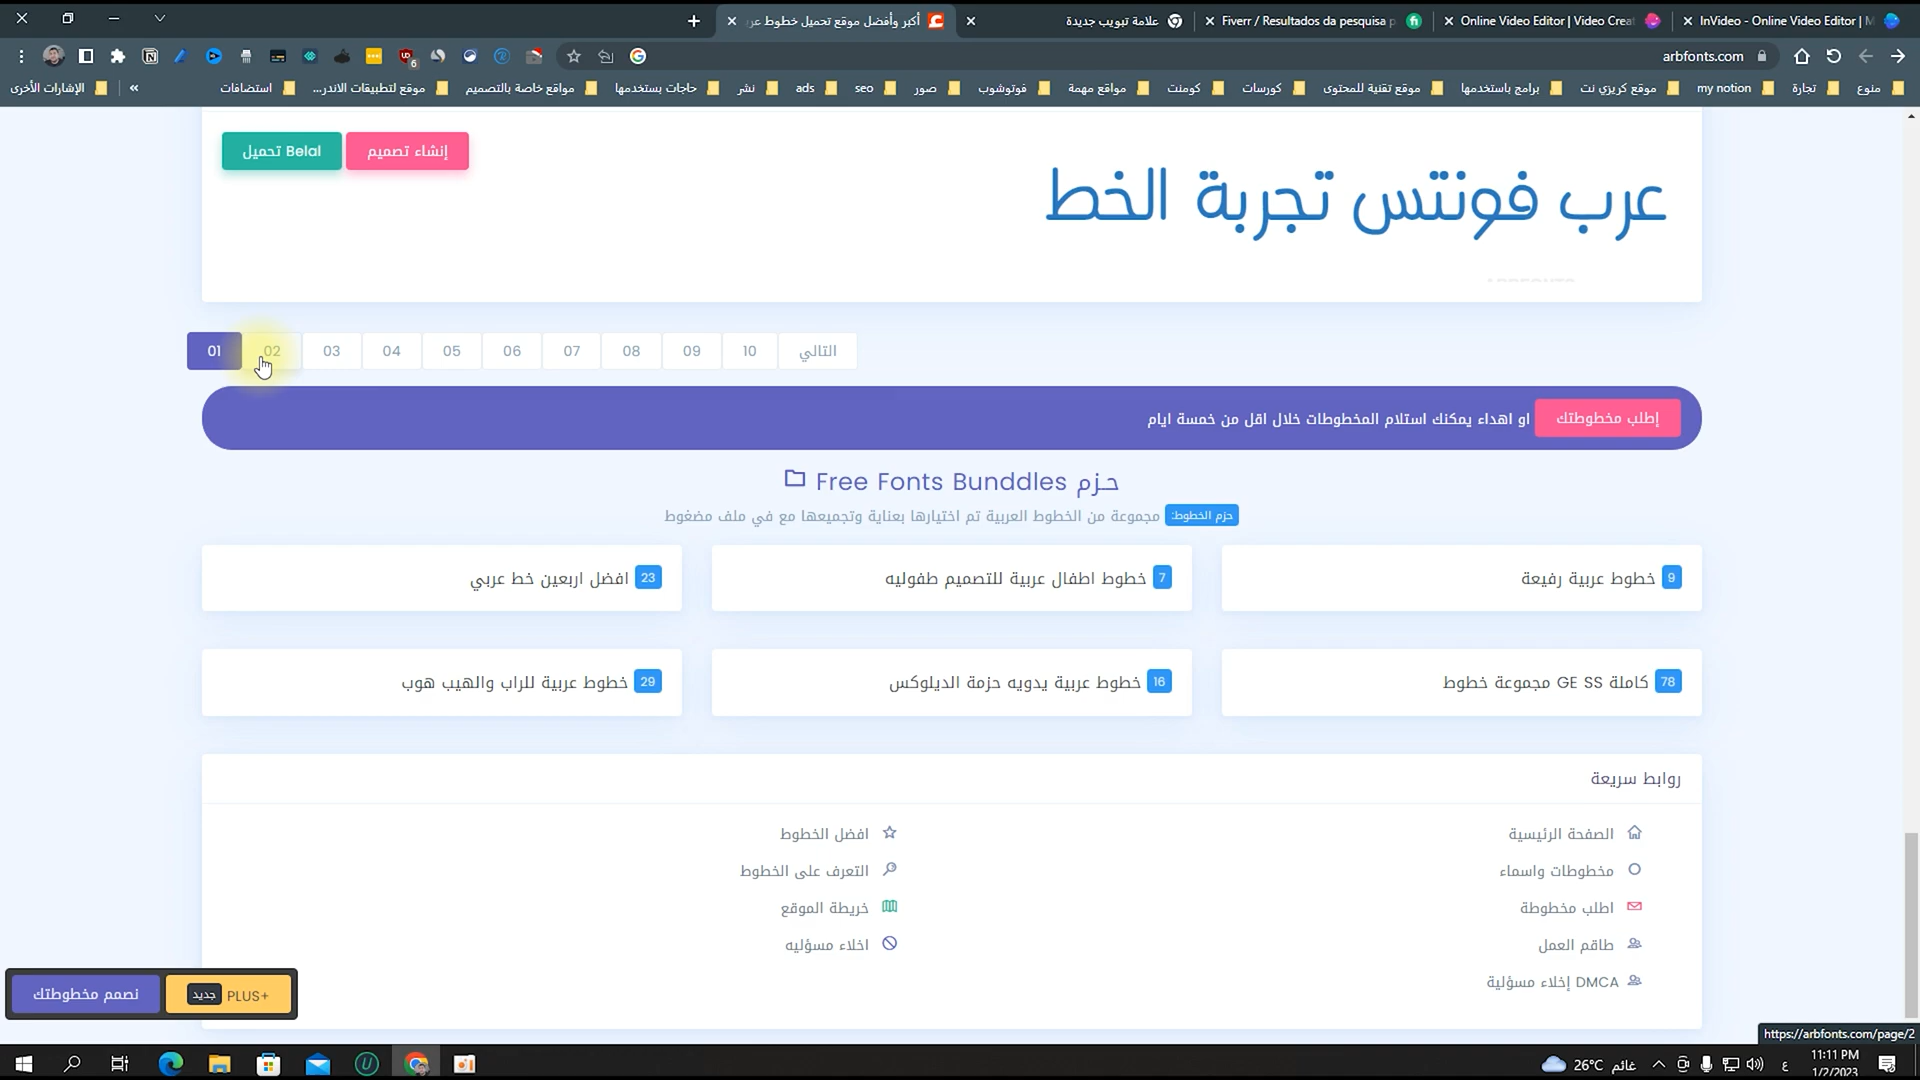 أكبر وأفضل موقع تحميل خطوط عر
علامة تبويب جديدة
Fiverr / Resultados da pesquisa p
Online Video Editor | Video Creat
InVideo - Online Video Editor | M
arbfonts.com
منوع
تجارة
my notion
موقع كريزي نت
برامج باستخدمها
موقع تقنية للمحتوى
كورسات
كومنت
مواقع مهمة
فوتوشوب
صور
seo
ads
نشر
حاجات بستخدمها
مواقع خاصة بالتصميم
موقع لتطبيقات الاندر...
استضافات
»
الإشارات الأخرى
6
تحميل Belal
إنشاء تصميم
عرب فونتس تجربة الخط
01 02 03 04 05 06 07 08 09 10 التالي
إطلب مخطوطتك او اهداء يمكنك استلام المخطوطات خلال اقل من خمسة ايام
حـزم Free Fonts Bunddles
حزم الخطوط: مجموعة من الخطوط العربية تم اختيارها بعناية وتجميعها مع في ملف مضغوط
9 خطوط عربية رفيعة
7 خطوط اطفال عربية للتصميم طفوليه
23 افضل اربعين خط عربي
78 كاملة GE SS مجموعة خطوط
16 خطوط عربية يدويه حزمة الديلوكس
29 خطوط عربية للراب والهيب هوب
روابط سريعة
الصفحة الرئيسية
مخطوطات واسماء
اطلب مخطوطة
طاقم العمل
DMCA إخلاء مسؤلية
افضل الخطوط
التعرف على الخطوط
خريطة الموقع
اخلاء مسؤليه
نصمم مخطوطتك
جديد PLUS+
https://arbfonts.com/page/2
26°C غائم
ع
11:11 PM
1/2/2023